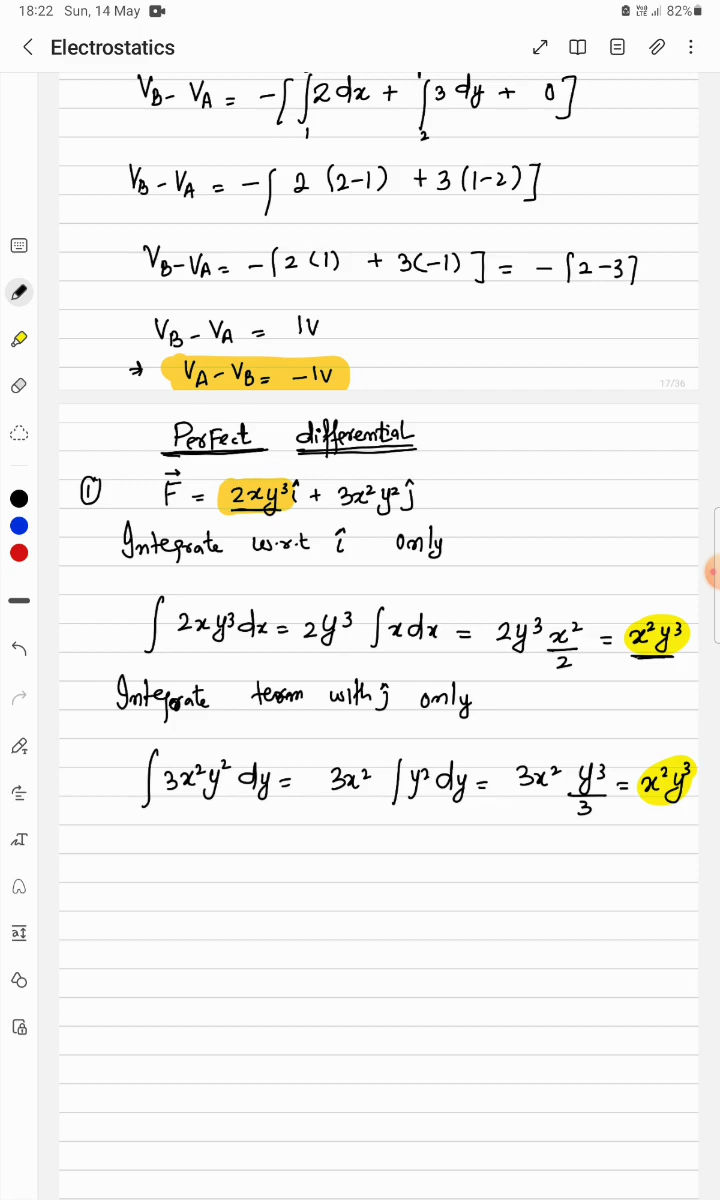 18:22 Sun, 14 May 82%
Electrostatics
V_B - V_A = -[∫₁ 2 dx + ∫₂ 3 dy + 0]
V_B - V_A = -[2 (2-1) + 3 (1-2)]
V_B - V_A = -[2 (1) + 3(-1)] = -[2-3]
V_B - V_A = 1V
→ V_A - V_B = -1V
17/36
Perfect differential
① F⃗ = 2xy³î + 3x²y²ĵ
Integrate w.r.t î only
∫ 2xy³dx = 2y³ ∫xdx = 2y³ x²/2 = x²y³
Integrate term with ĵ only
∫ 3x²y² dy = 3x² ∫y² dy = 3x² y³/3 = x²y³